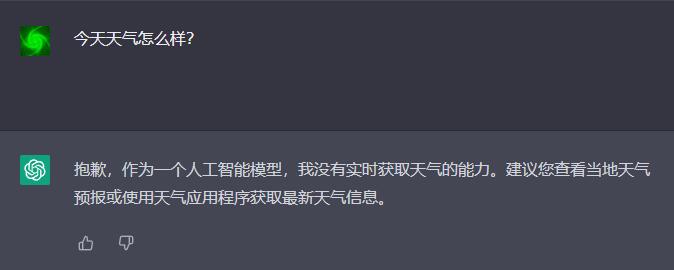 今天天气怎么样？
抱歉，作为一个人工智能模型，我没有实时获取天气的能力。建议您查看当地天气
预报或使用天气应用程序获取最新天气信息。